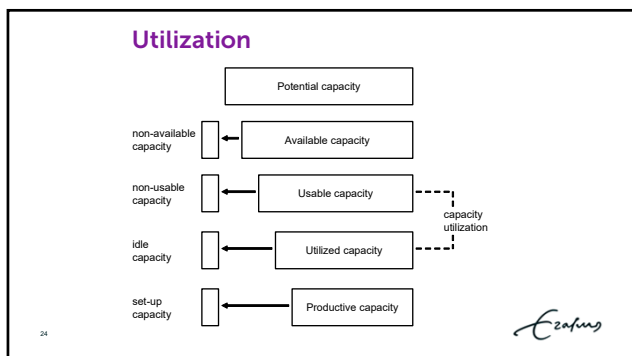 Utilization
Potential capacity
non-available
capacity
Available capacity
non-usable
capacity
Usable capacity
capacity
utilization
idle
capacity
Utilized capacity
set-up
capacity
Productive capacity
24
Erasmus